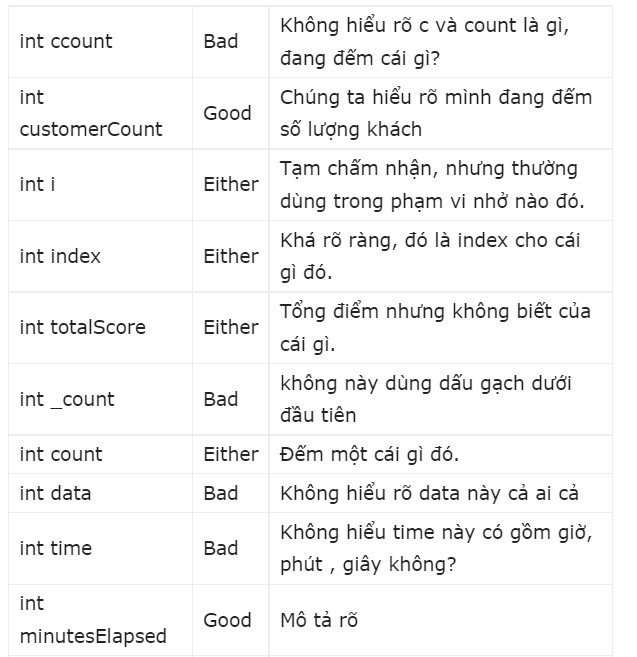 int ccount
Bad
Không hiểu rõ c và count là gì,
đang đếm cái gì?
int
customerCount
Good
Chúng ta hiểu rõ mình đang đếm
số lượng khách
int i
Either
Tạm chấm nhận, nhưng thường
dùng trong phạm vi nhở nào đó.
int index
Either
Khá rõ ràng, đó là index cho cái
gì đó.
int totalScore
Either
Tổng điểm nhưng không biết của
cái gì.
int _count
Bad
không này dùng dấu gạch dưới
đầu tiên
int count
Either
Đếm một cái gì đó.
int data
Bad
Không hiểu rõ data này cả ai cả
int time
Bad
Không hiểu time này có gồm giờ,
phút , giây không?
int
minutesElapsed
Good
Mô tả rõ